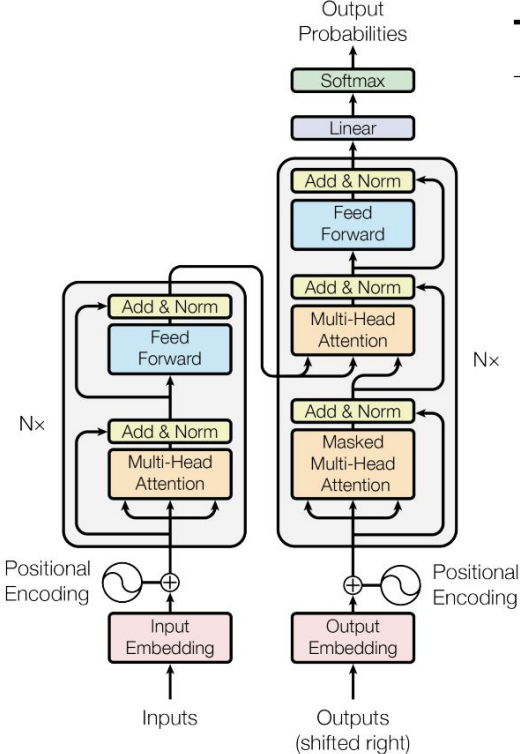 Output
Probabilities
Softmax
Linear
Add & Norm
Feed
Forward
Add & Norm
Multi-Head
Attention
Add & Norm
Masked
Multi-Head
Attention
Nx
Add & Norm
Feed
Forward
Add & Norm
Multi-Head
Attention
N×
Positional
Encoding
Positional
Encoding
Input
Embedding
Output
Embedding
Inputs
Outputs
(shifted right)